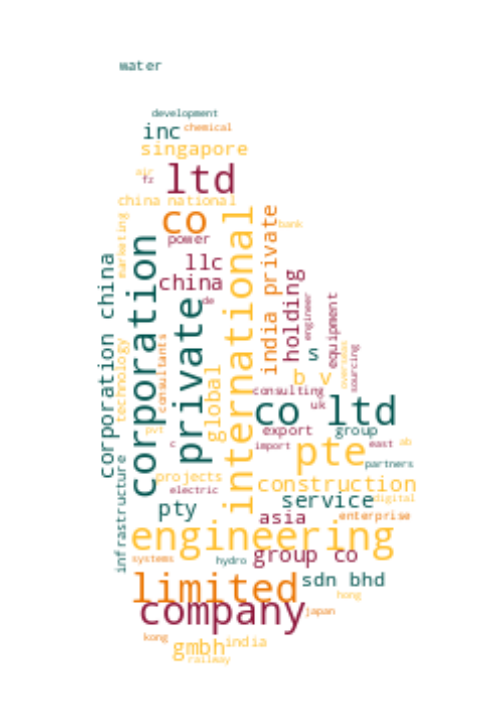 water
development
inc chemical
singapore
air
fz ltd
china national
co
marketing
power
corporation
international
india private
bank
llc
china
holding
corporation china
de
private
engineer
equipment
s
technology
consultants
global
overseas
sourcing
b v
consulting
uk
co ltd
pvt
export group
c
import pte east ab
partners
infrastructure
projects
construction
electric
service digital
pty
asia enterprise
engineering
systems
hydro group co
sdn bhd
limited
hong
company japan
kong
gmbh india
railway